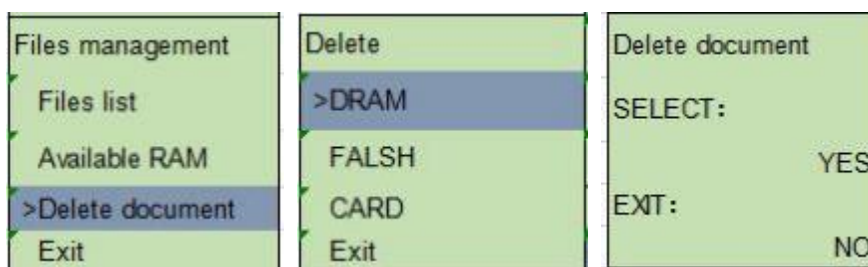 Files management
Files list
Available RAM
>Delete document
Exit
Delete
>DRAM
FALSH
CARD
Exit
Delete document
SELECT:
YES
EXIT:
NO